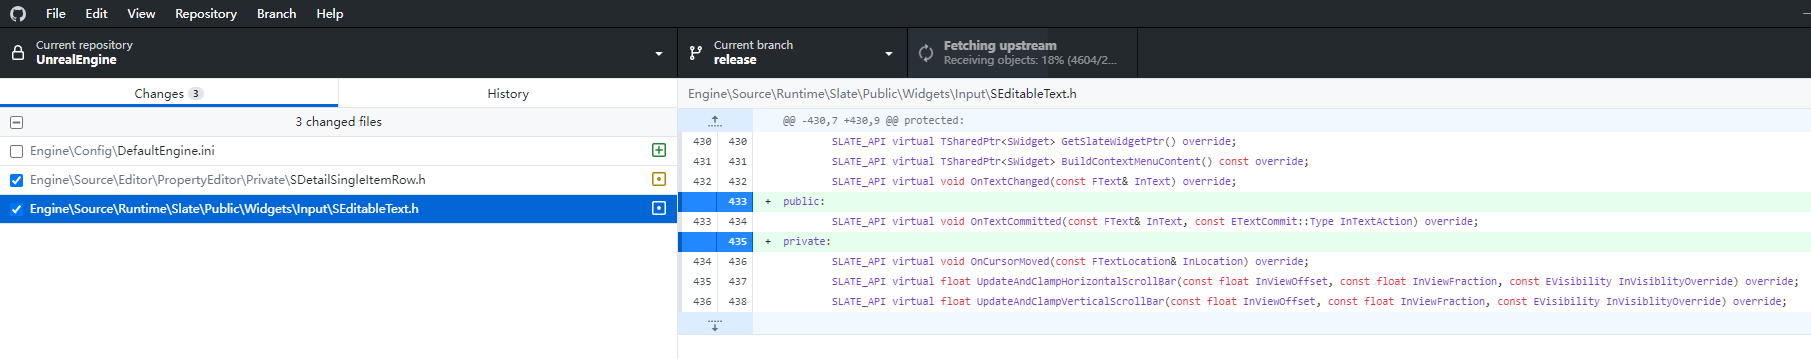 File Edit View Repository Branch Help
Current repository
UnrealEngine
Current branch
release
Fetching upstream
Receiving objects: 18% (4604/2...
Changes 3 History
3 changed files
Engine\Config\DefaultEngine.ini
Engine\Source\Editor\PropertyEditor\Private\SDetailSingleItemRow.h
Engine\Source\Runtime\Slate\Public\Widgets\Input\SEditableText.h
Engine\Source\Runtime\Slate\Public\Widgets\Input\SEditableText.h
@@ -430,7 +430,9 @@ protected:
430 430 SLATE_API virtual TSharedPtr<SWidget> GetSlateWidgetPtr() override;
431 431 SLATE_API virtual TSharedPtr<SWidget> BuildContextMenuContent() const override;
432 432 SLATE_API virtual void OnTextChanged(const FText& InText) override;
433 + public:
433 434 SLATE_API virtual void OnTextCommitted(const FText& InText, const ETextCommit::Type InTextAction) override;
435 + private:
434 436 SLATE_API virtual void OnCursorMoved(const FTextLocation& InLocation) override;
435 437 SLATE_API virtual float UpdateAndClampHorizontalScrollBar(const float InViewOffset, const float InViewFraction, const EVisibility InVisiblityOverride) override;
436 438 SLATE_API virtual float UpdateAndClampVerticalScrollBar(const float InViewOffset, const float InViewFraction, const EVisibility InVisiblityOverride) override;